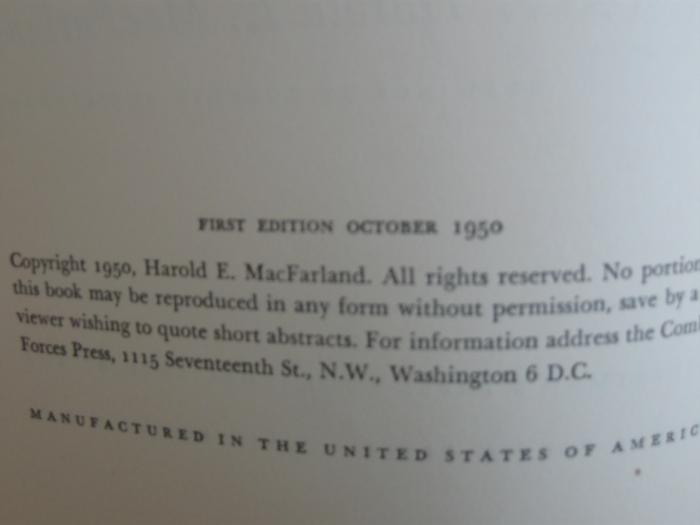 FIRST EDITION OCTOBER 1950
Copyright 1950, Harold E. MacFarland. All rights reserved. No portion
this book may be reproduced in any form without permission, save by a
viewer wishing to quote short abstracts. For information address the Com
Forces Press, 1115 Seventeenth St., N.W., Washington 6 D.C.
MANUFACTURED IN THE UNITED STATES OF AMERIC